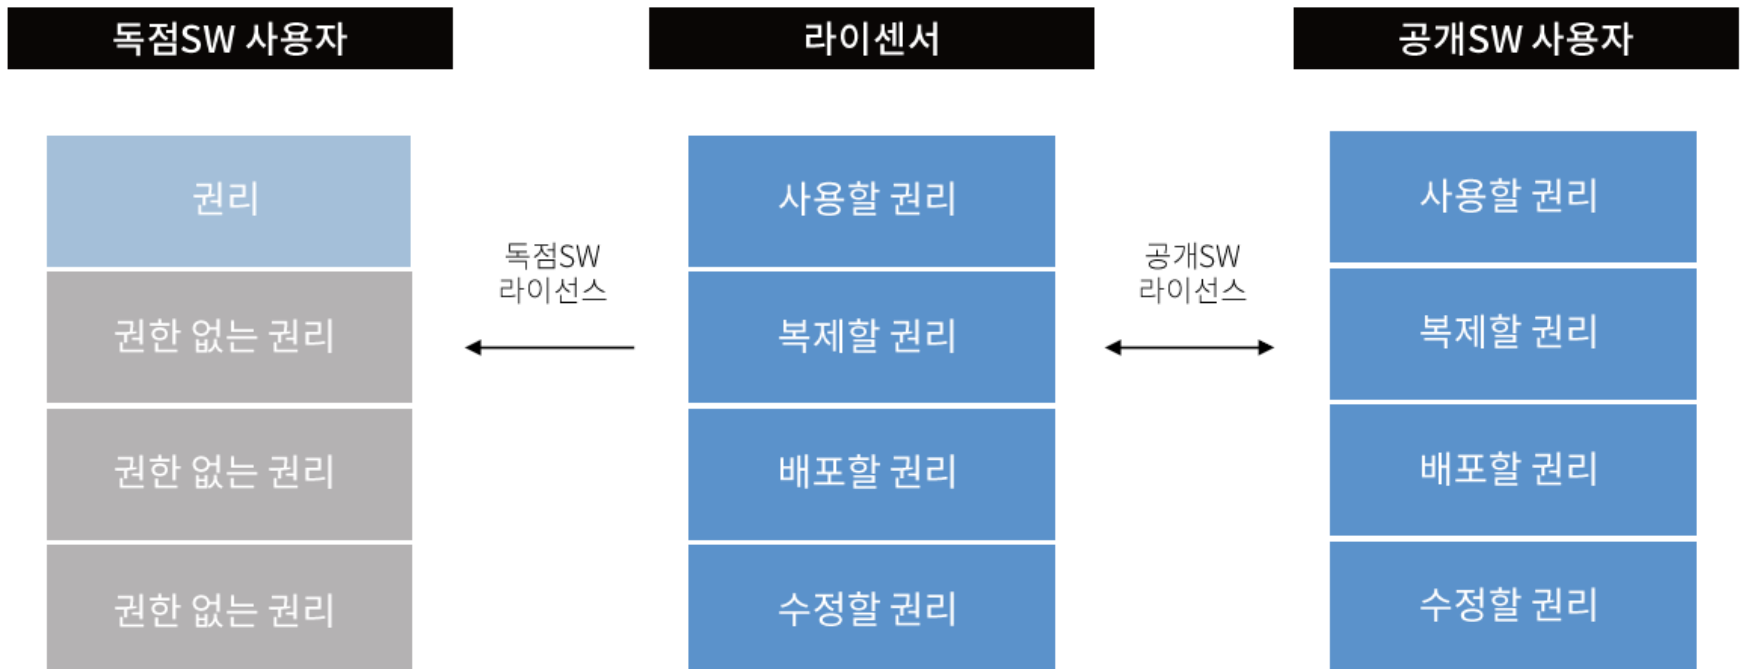 독점SW 사용자
라이센서
공개SW 사용자
권리
사용할 권리
사용할 권리
독점SW
라이선스
공개SW
라이선스
권한 없는 권리
복제할 권리
복제할 권리
권한 없는 권리
배포할 권리
배포할 권리
권한 없는 권리
수정할 권리
수정할 권리